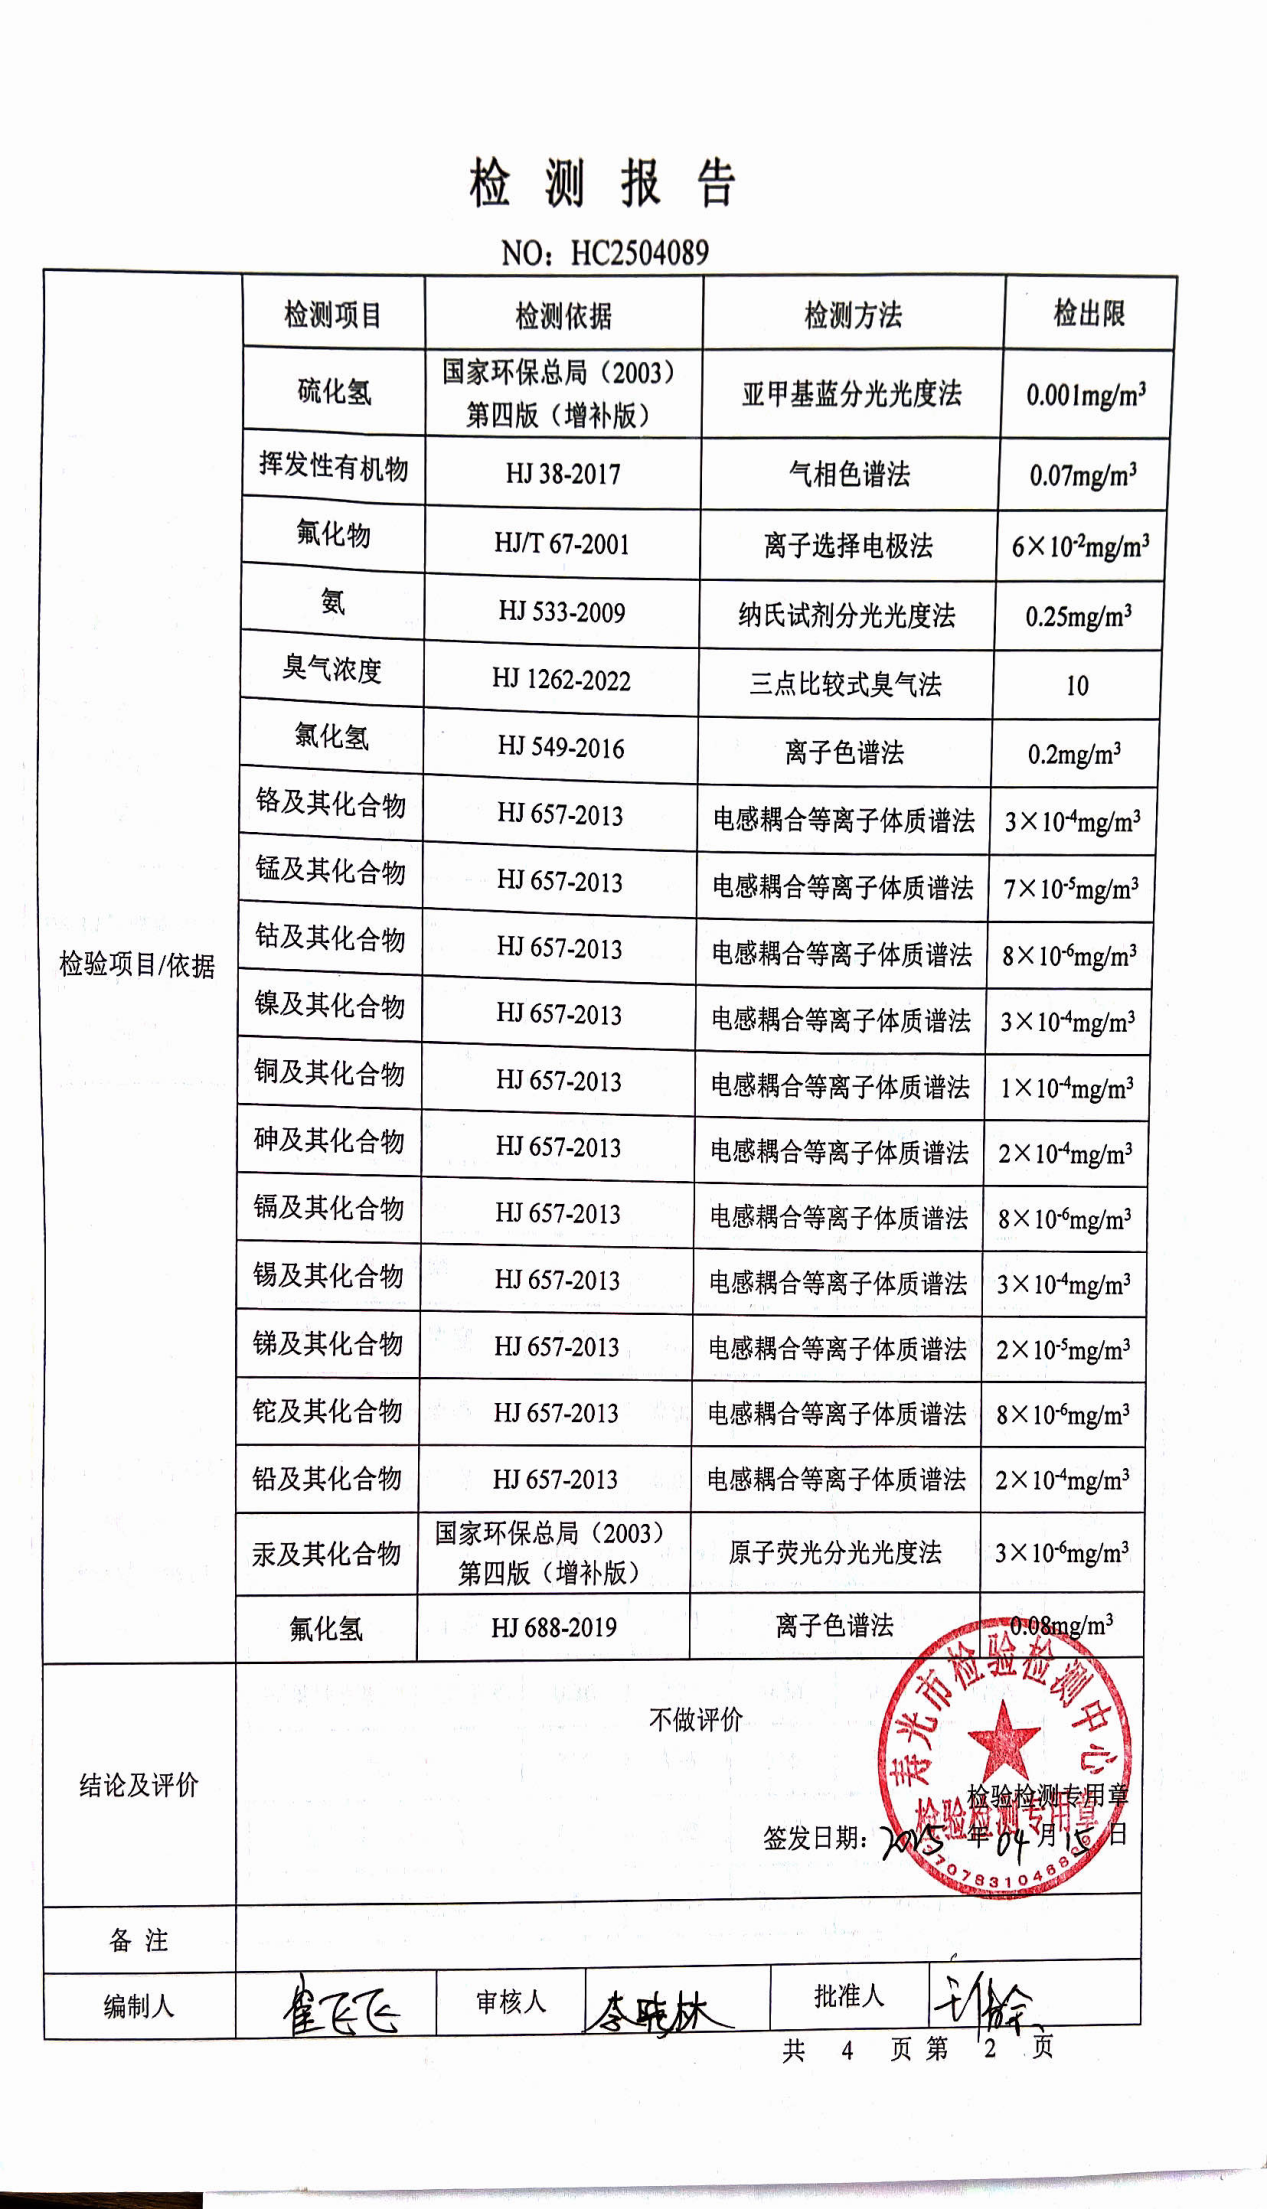 检测报告
NO：HC2504089
检测项目 检测依据 检测方法 检出限
检验项目/依据
硫化氢 国家环保总局（2003）第四版（增补版） 亚甲基蓝分光光度法 0.001mg/m³
挥发性有机物 HJ 38-2017 气相色谱法 0.07mg/m³
氟化物 HJ/T 67-2001 离子选择电极法 6×10⁻²mg/m³
氨 HJ 533-2009 纳氏试剂分光光度法 0.25mg/m³
臭气浓度 HJ 1262-2022 三点比较式臭气法 10
氯化氢 HJ 549-2016 离子色谱法 0.2mg/m³
铬及其化合物 HJ 657-2013 电感耦合等离子体质谱法 3×10⁻⁴mg/m³
锰及其化合物 HJ 657-2013 电感耦合等离子体质谱法 7×10⁻⁵mg/m³
钴及其化合物 HJ 657-2013 电感耦合等离子体质谱法 8×10⁻⁶mg/m³
镍及其化合物 HJ 657-2013 电感耦合等离子体质谱法 3×10⁻⁴mg/m³
铜及其化合物 HJ 657-2013 电感耦合等离子体质谱法 1×10⁻⁴mg/m³
砷及其化合物 HJ 657-2013 电感耦合等离子体质谱法 2×10⁻⁴mg/m³
镉及其化合物 HJ 657-2013 电感耦合等离子体质谱法 8×10⁻⁶mg/m³
锡及其化合物 HJ 657-2013 电感耦合等离子体质谱法 3×10⁻⁴mg/m³
锑及其化合物 HJ 657-2013 电感耦合等离子体质谱法 2×10⁻⁵mg/m³
铊及其化合物 HJ 657-2013 电感耦合等离子体质谱法 8×10⁻⁶mg/m³
铅及其化合物 HJ 657-2013 电感耦合等离子体质谱法 2×10⁻⁴mg/m³
汞及其化合物 国家环保总局（2003）第四版（增补版） 原子荧光分光光度法 3×10⁻⁶mg/m³
氟化氢 HJ 688-2019 离子色谱法 0.08mg/m³
结论及评价 不做评价
寿光市检验检测中心
检验检测专用章
检验检测专用章
签发日期：2025 年 04 月 15 日
备 注
编制人 崔飞飞 审核人 李晓林 批准人
共 4 页 第 2 页